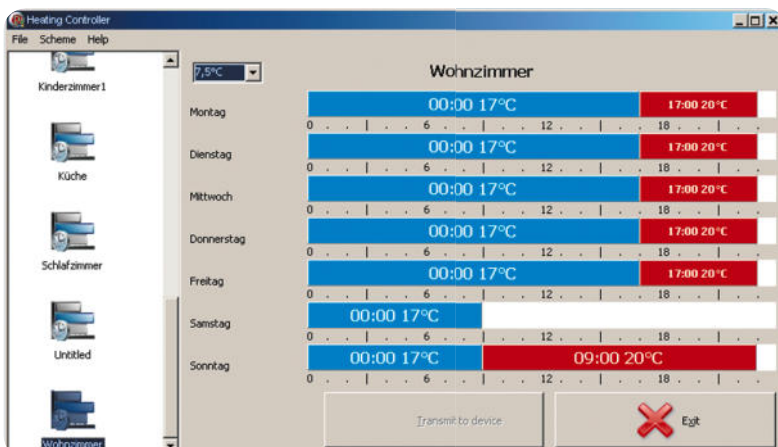 Heating Controller
File Scheme Help
Kinderzimmer1
Küche
Schlafzimmer
Untitled
Wohnzimmer
7,5°C
Wohnzimmer
Montag
00:00 17°C 17:00 20°C
0 . . | . . 6 . . | . . 12 . . | . . 18 . . | . .
Dienstag
00:00 17°C 17:00 20°C
0 . . | . . 6 . . | . . 12 . . | . . 18 . . | . .
Mittwoch
00:00 17°C 17:00 20°C
0 . . | . . 6 . . | . . 12 . . | . . 18 . . | . .
Donnerstag
00:00 17°C 17:00 20°C
0 . . | . . 6 . . | . . 12 . . | . . 18 . . | . .
Freitag
00:00 17°C 17:00 20°C
0 . . | . . 6 . . | . . 12 . . | . . 18 . . | . .
Samstag
00:00 17°C
0 . . | . . 6 . . | . . 12 . . | . . 18 . . | . .
Sonntag
00:00 17°C 09:00 20°C
0 . . | . . 6 . . | . . 12 . . | . . 18 . . | . .
Transmit to device
Exit